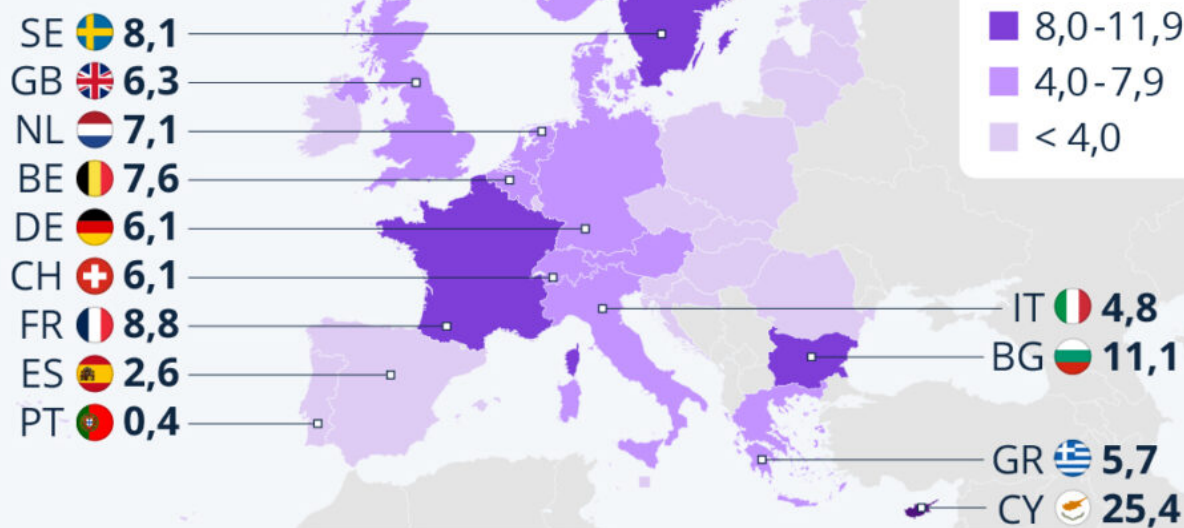 SE 8,1
GB 6,3
NL 7,1
BE 7,6
DE 6,1
CH 6,1
FR 8,8
ES 2,6
PT 0,4
8,0-11,9
4,0-7,9
< 4,0
IT 4,8
BG 11,1
GR 5,7
CY 25,4